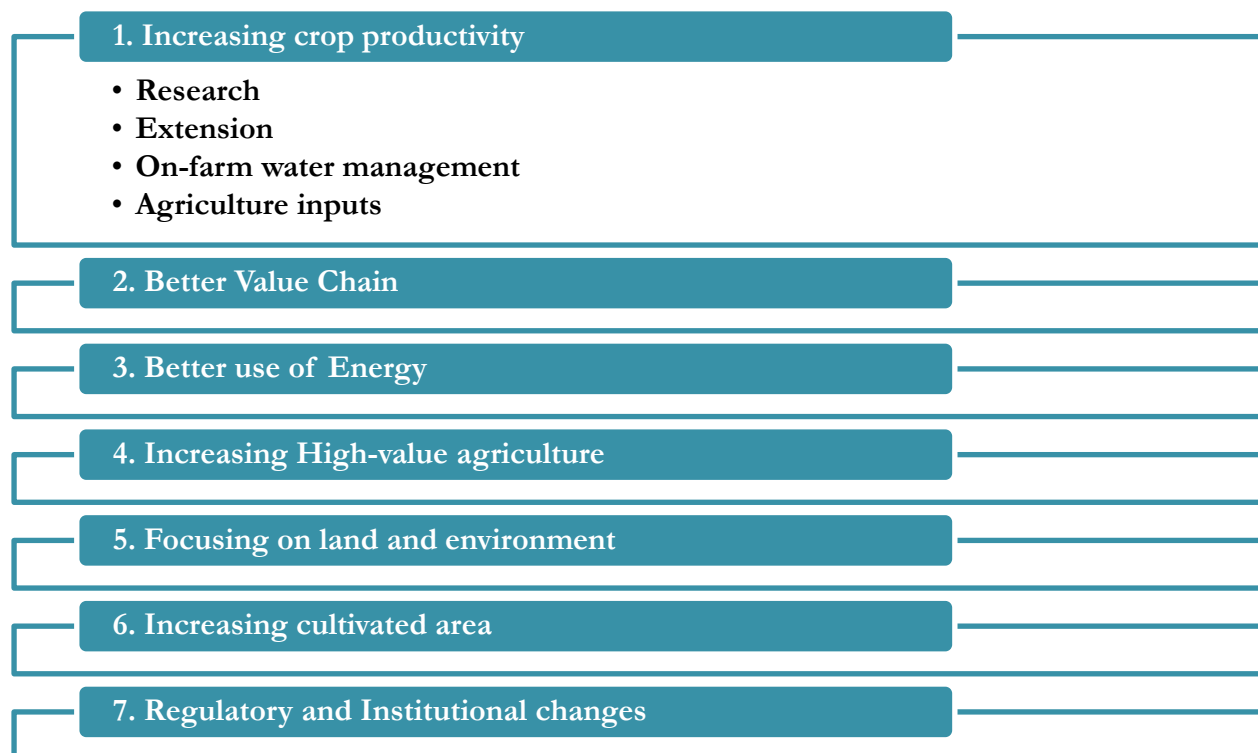 1. Increasing crop productivity
• Research
• Extension
• On-farm water management
• Agriculture inputs
2. Better Value Chain
3. Better use of Energy
4. Increasing High-value agriculture
5. Focusing on land and environment
6. Increasing cultivated area
7. Regulatory and Institutional changes